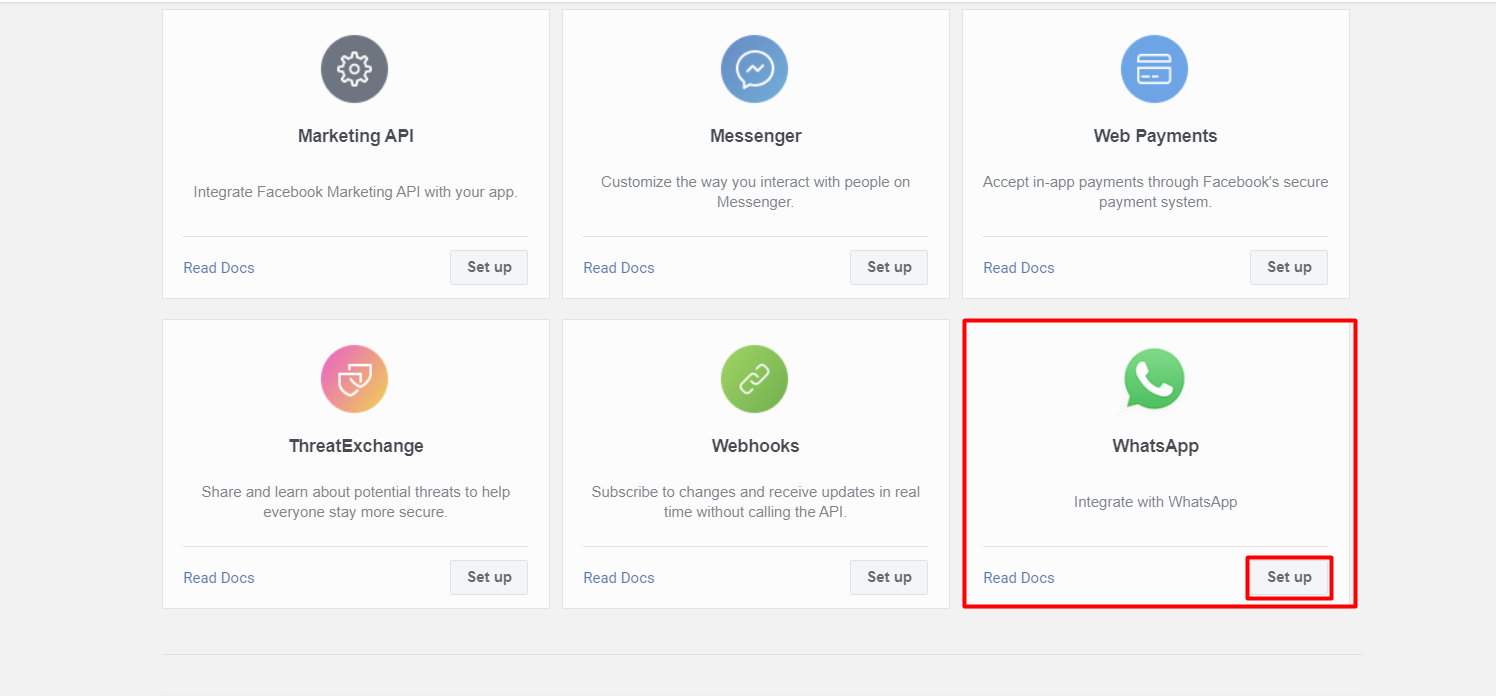 Marketing API
Integrate Facebook Marketing API with your app.
Read Docs
Set up
Messenger
Customize the way you interact with people on
Messenger.
Read Docs
Set up
Web Payments
Accept in-app payments through Facebook's secure
payment system.
Read Docs
Set up
ThreatExchange
Share and learn about potential threats to help
everyone stay more secure.
Read Docs
Set up
Webhooks
Subscribe to changes and receive updates in real
time without calling the API.
Read Docs
Set up
WhatsApp
Integrate with WhatsApp
Read Docs
Set up